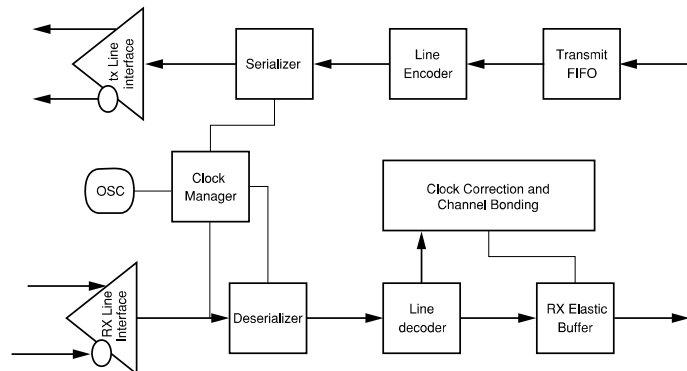 tx Line
interface
Serializer
Line
Encoder
Transmit
FIFO
OSC
Clock
Manager
Clock Correction and
Channel Bonding
RX Line
Interface
Deserializer
Line
decoder
RX Elastic
Buffer